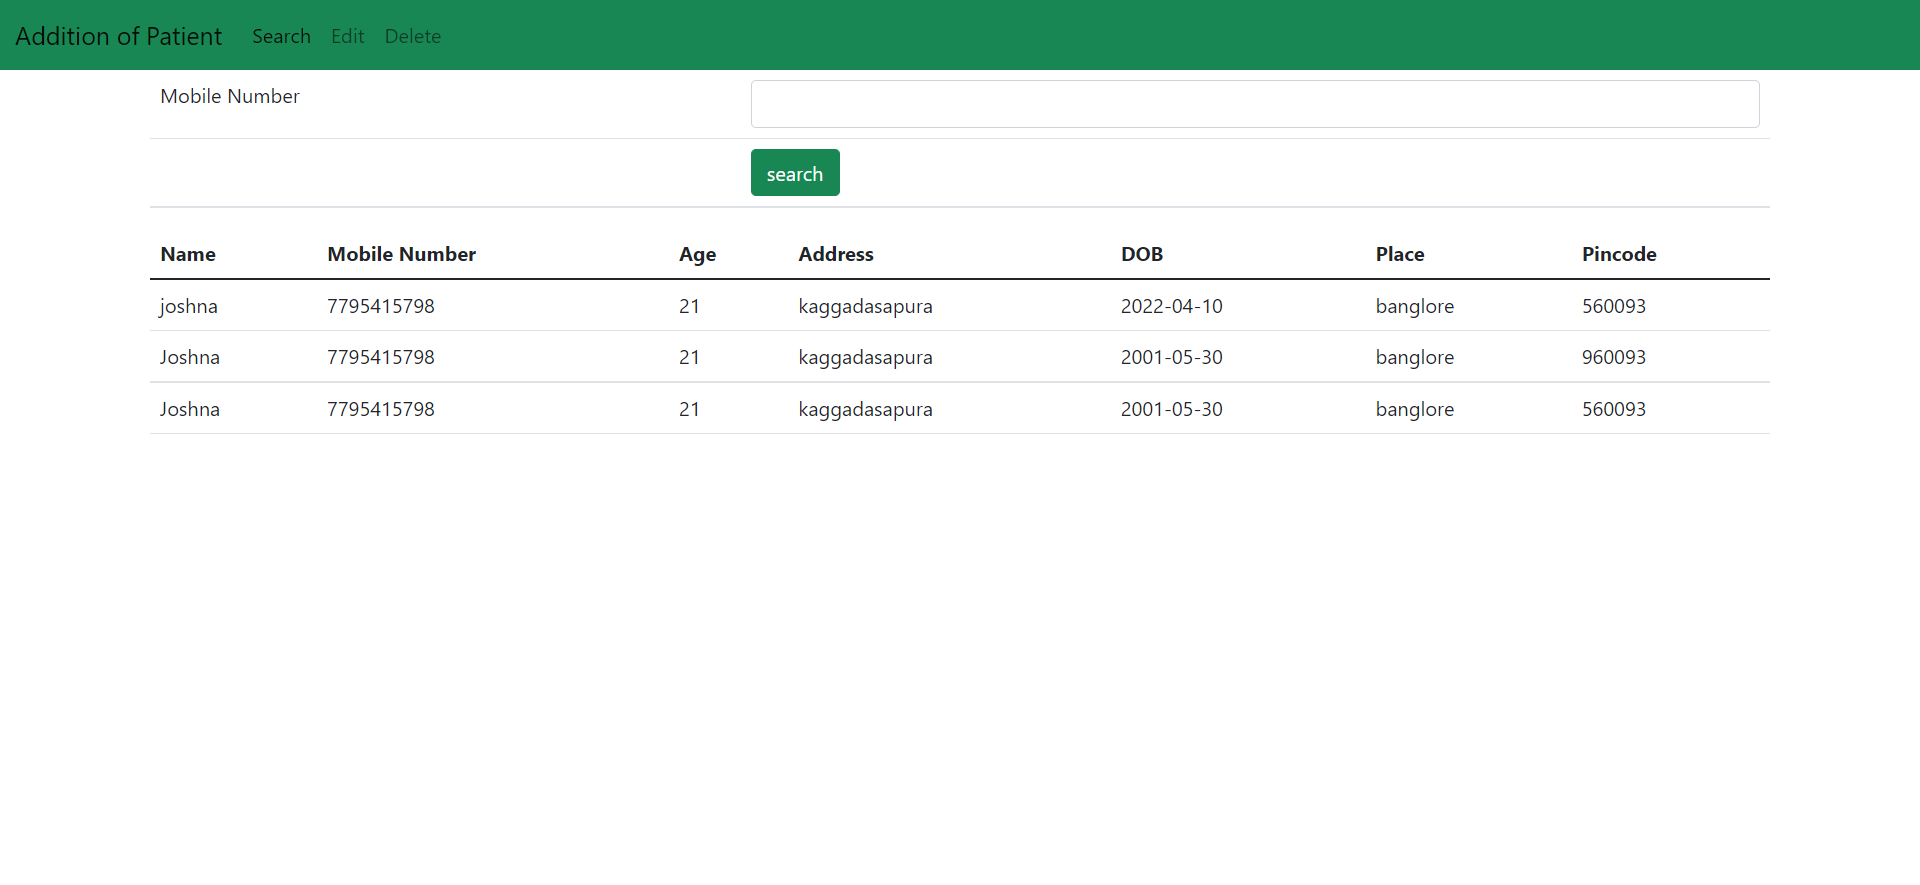 Addition of Patient Search Edit Delete
Mobile Number
search
Name Mobile Number Age Address DOB Place Pincode
joshna 7795415798 21 kaggadasapura 2022-04-10 banglore 560093
Joshna 7795415798 21 kaggadasapura 2001-05-30 banglore 960093
Joshna 7795415798 21 kaggadasapura 2001-05-30 banglore 560093